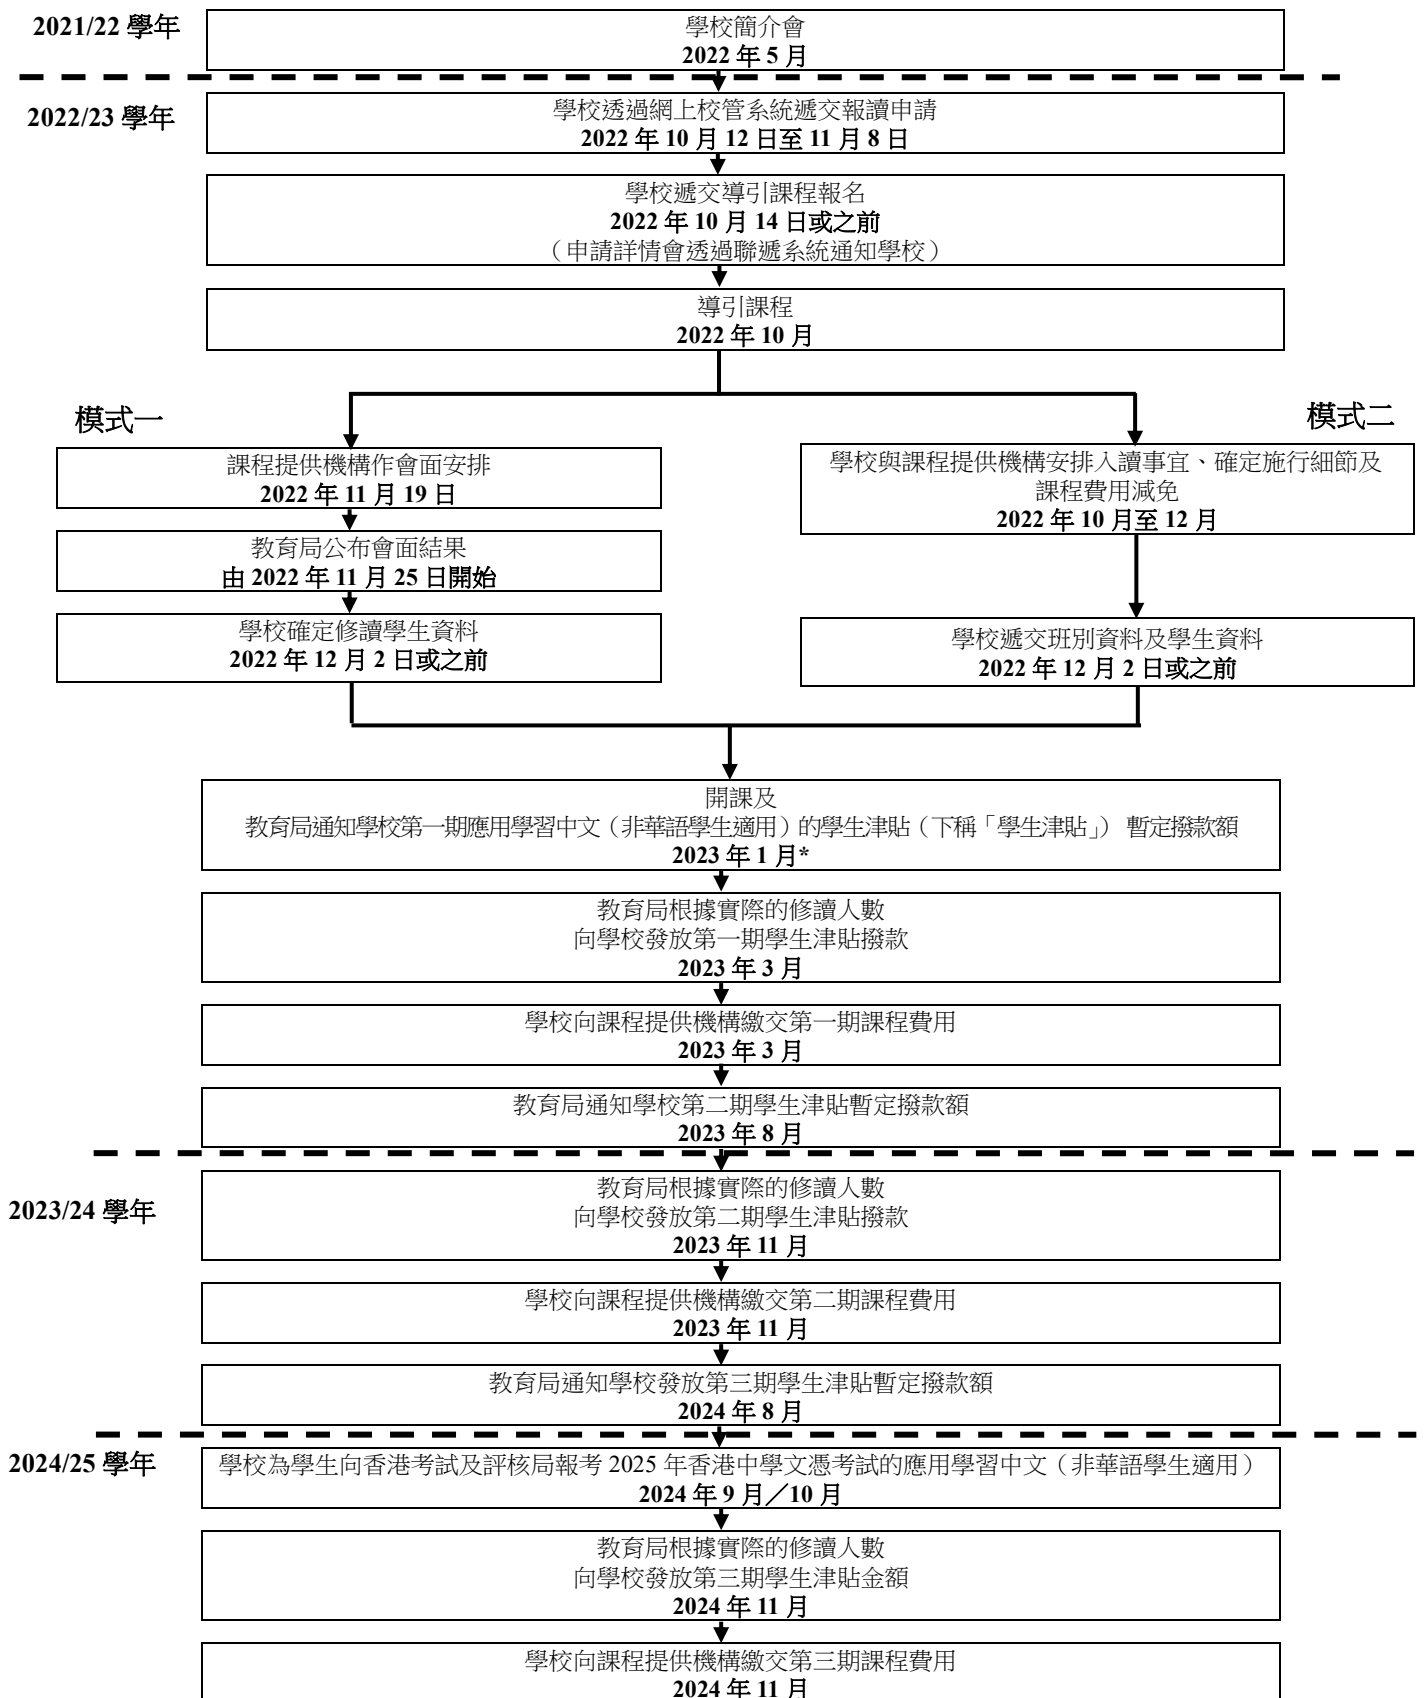 2021/22 學年
學校簡介會
2022 年 5 月
2022/23 學年
學校透過網上校管系統遞交報讀申請
2022 年 10 月 12 日至 11 月 8 日
學校遞交導引課程報名
2022 年 10 月 14 日或之前
（申請詳情會透過聯遞系統通知學校）
導引課程
2022 年 10 月
模式一
課程提供機構作會面安排
2022 年 11 月 19 日
教育局公布會面結果
由 2022 年 11 月 25 日開始
學校確定修讀學生資料
2022 年 12 月 2 日或之前
模式二
學校與課程提供機構安排入讀事宜、確定施行細節及
課程費用減免
2022 年 10 月至 12 月
學校遞交班別資料及學生資料
2022 年 12 月 2 日或之前
開課及
教育局通知學校第一期應用學習中文（非華語學生適用）的學生津貼（下稱「學生津貼」） 暫定撥款額
2023 年 1 月*
教育局根據實際的修讀人數
向學校發放第一期學生津貼撥款
2023 年 3 月
學校向課程提供機構繳交第一期課程費用
2023 年 3 月
教育局通知學校第二期學生津貼暫定撥款額
2023 年 8 月
2023/24 學年
教育局根據實際的修讀人數
向學校發放第二期學生津貼撥款
2023 年 11 月
學校向課程提供機構繳交第二期課程費用
2023 年 11 月
教育局通知學校發放第三期學生津貼暫定撥款額
2024 年 8 月
2024/25 學年
學校為學生向香港考試及評核局報考 2025 年香港中學文憑考試的應用學習中文（非華語學生適用）
2024 年 9 月／10 月
教育局根據實際的修讀人數
向學校發放第三期學生津貼金額
2024 年 11 月
學校向課程提供機構繳交第三期課程費用
2024 年 11 月